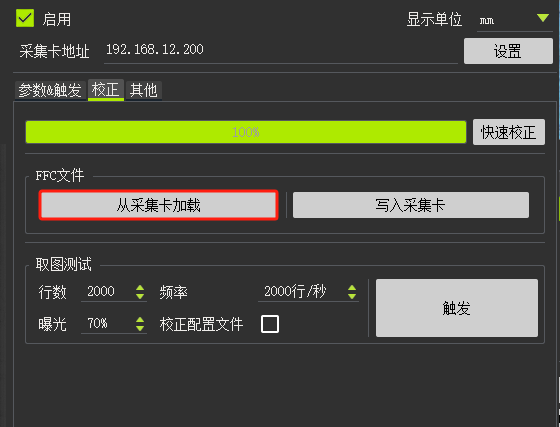 启用 显示单位 mm
采集卡地址 192.168.12.200 设置
参数&触发 校正 其他
100% 快速校正
FFC文件
从采集卡加载 写入采集卡
取图测试
行数 2000 频率 2000行/秒 触发
曝光 70% 校正配置文件